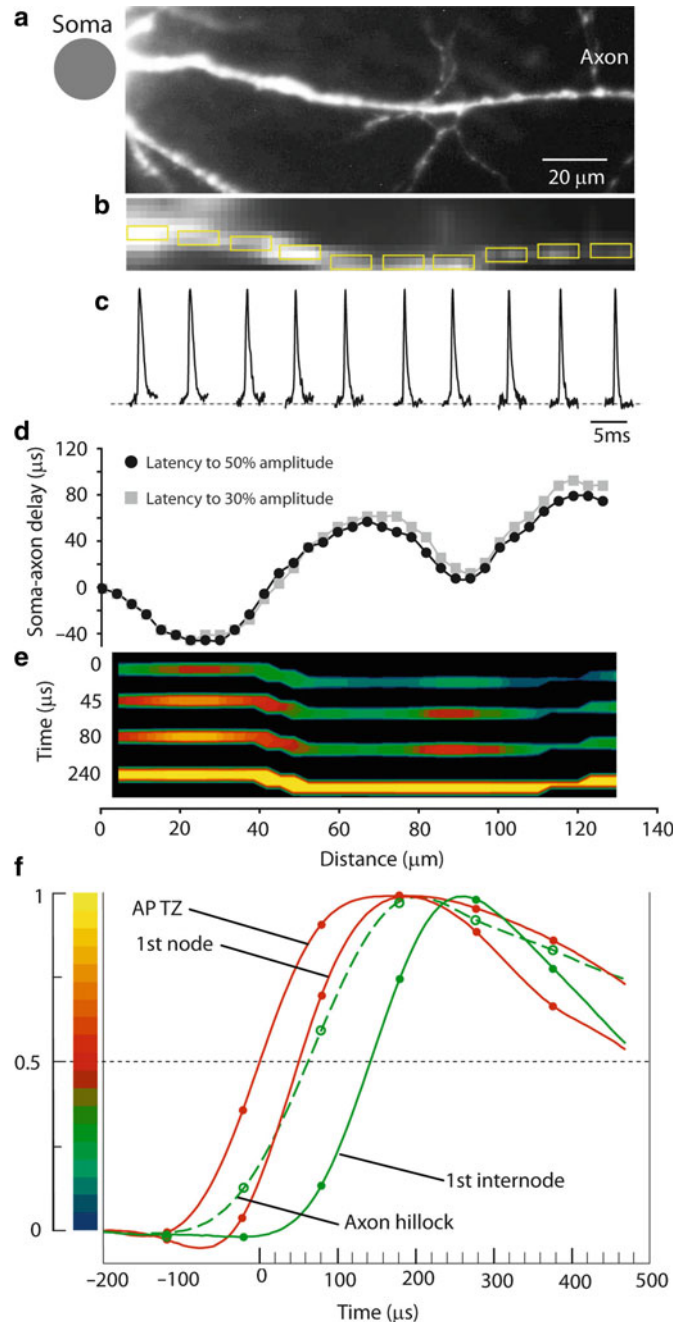 a
Soma
Axon
20 μm
b
c
5ms
d
Soma-axon delay (μs)
120
80
40
0
−40
Latency to 50% amplitude
Latency to 30% amplitude
e
Time (μs)
0
45
80
240
0 20 40 60 80 100 120 140
Distance (μm)
f
1
0.5
0
AP TZ
1st node
1st internode
Axon hillock
−200 −100 0 100 200 300 400 500
Time (μs)